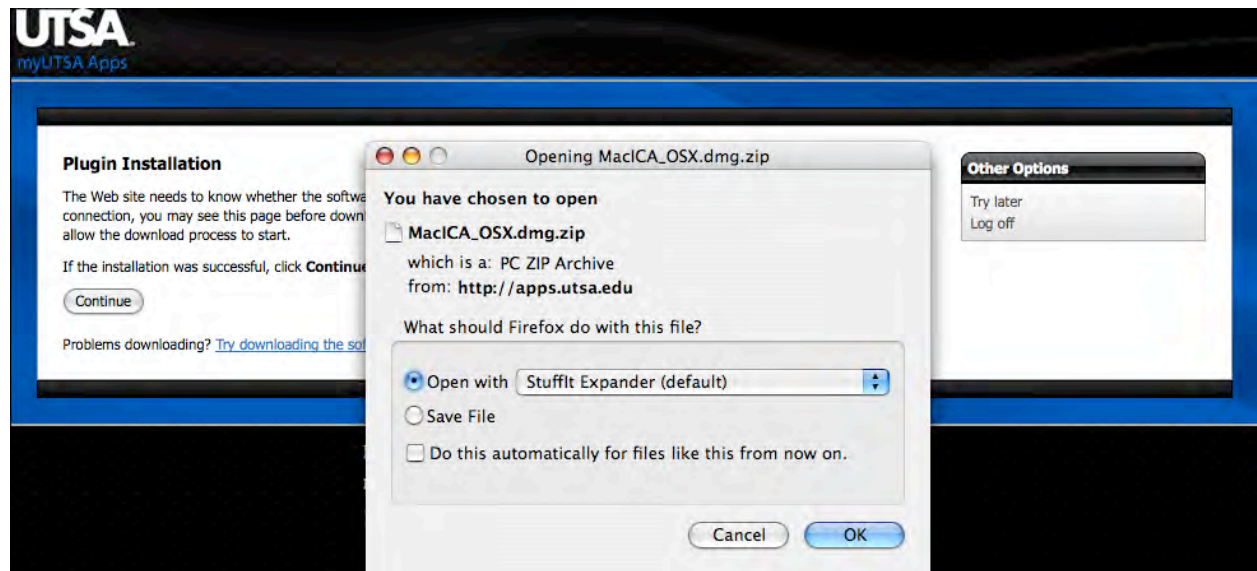 UTSA
myUTSA Apps
Plugin Installation
The Web site needs to know whether the
connection, you may see this page before
allow the download process to start.
If the installation was successful, click Continue
Continue
Problems downloading? Try downloading the
Opening MacICA_OSX.dmg.zip
You have chosen to open
MacICA_OSX.dmg.zip
which is a: PC ZIP Archive
from: http://apps.utsa.edu
What should Firefox do with this file?
Open with StuffIt Expander (default)
Save File
Do this automatically for files like this from now on.
Cancel OK
Other Options
Try later
Log off